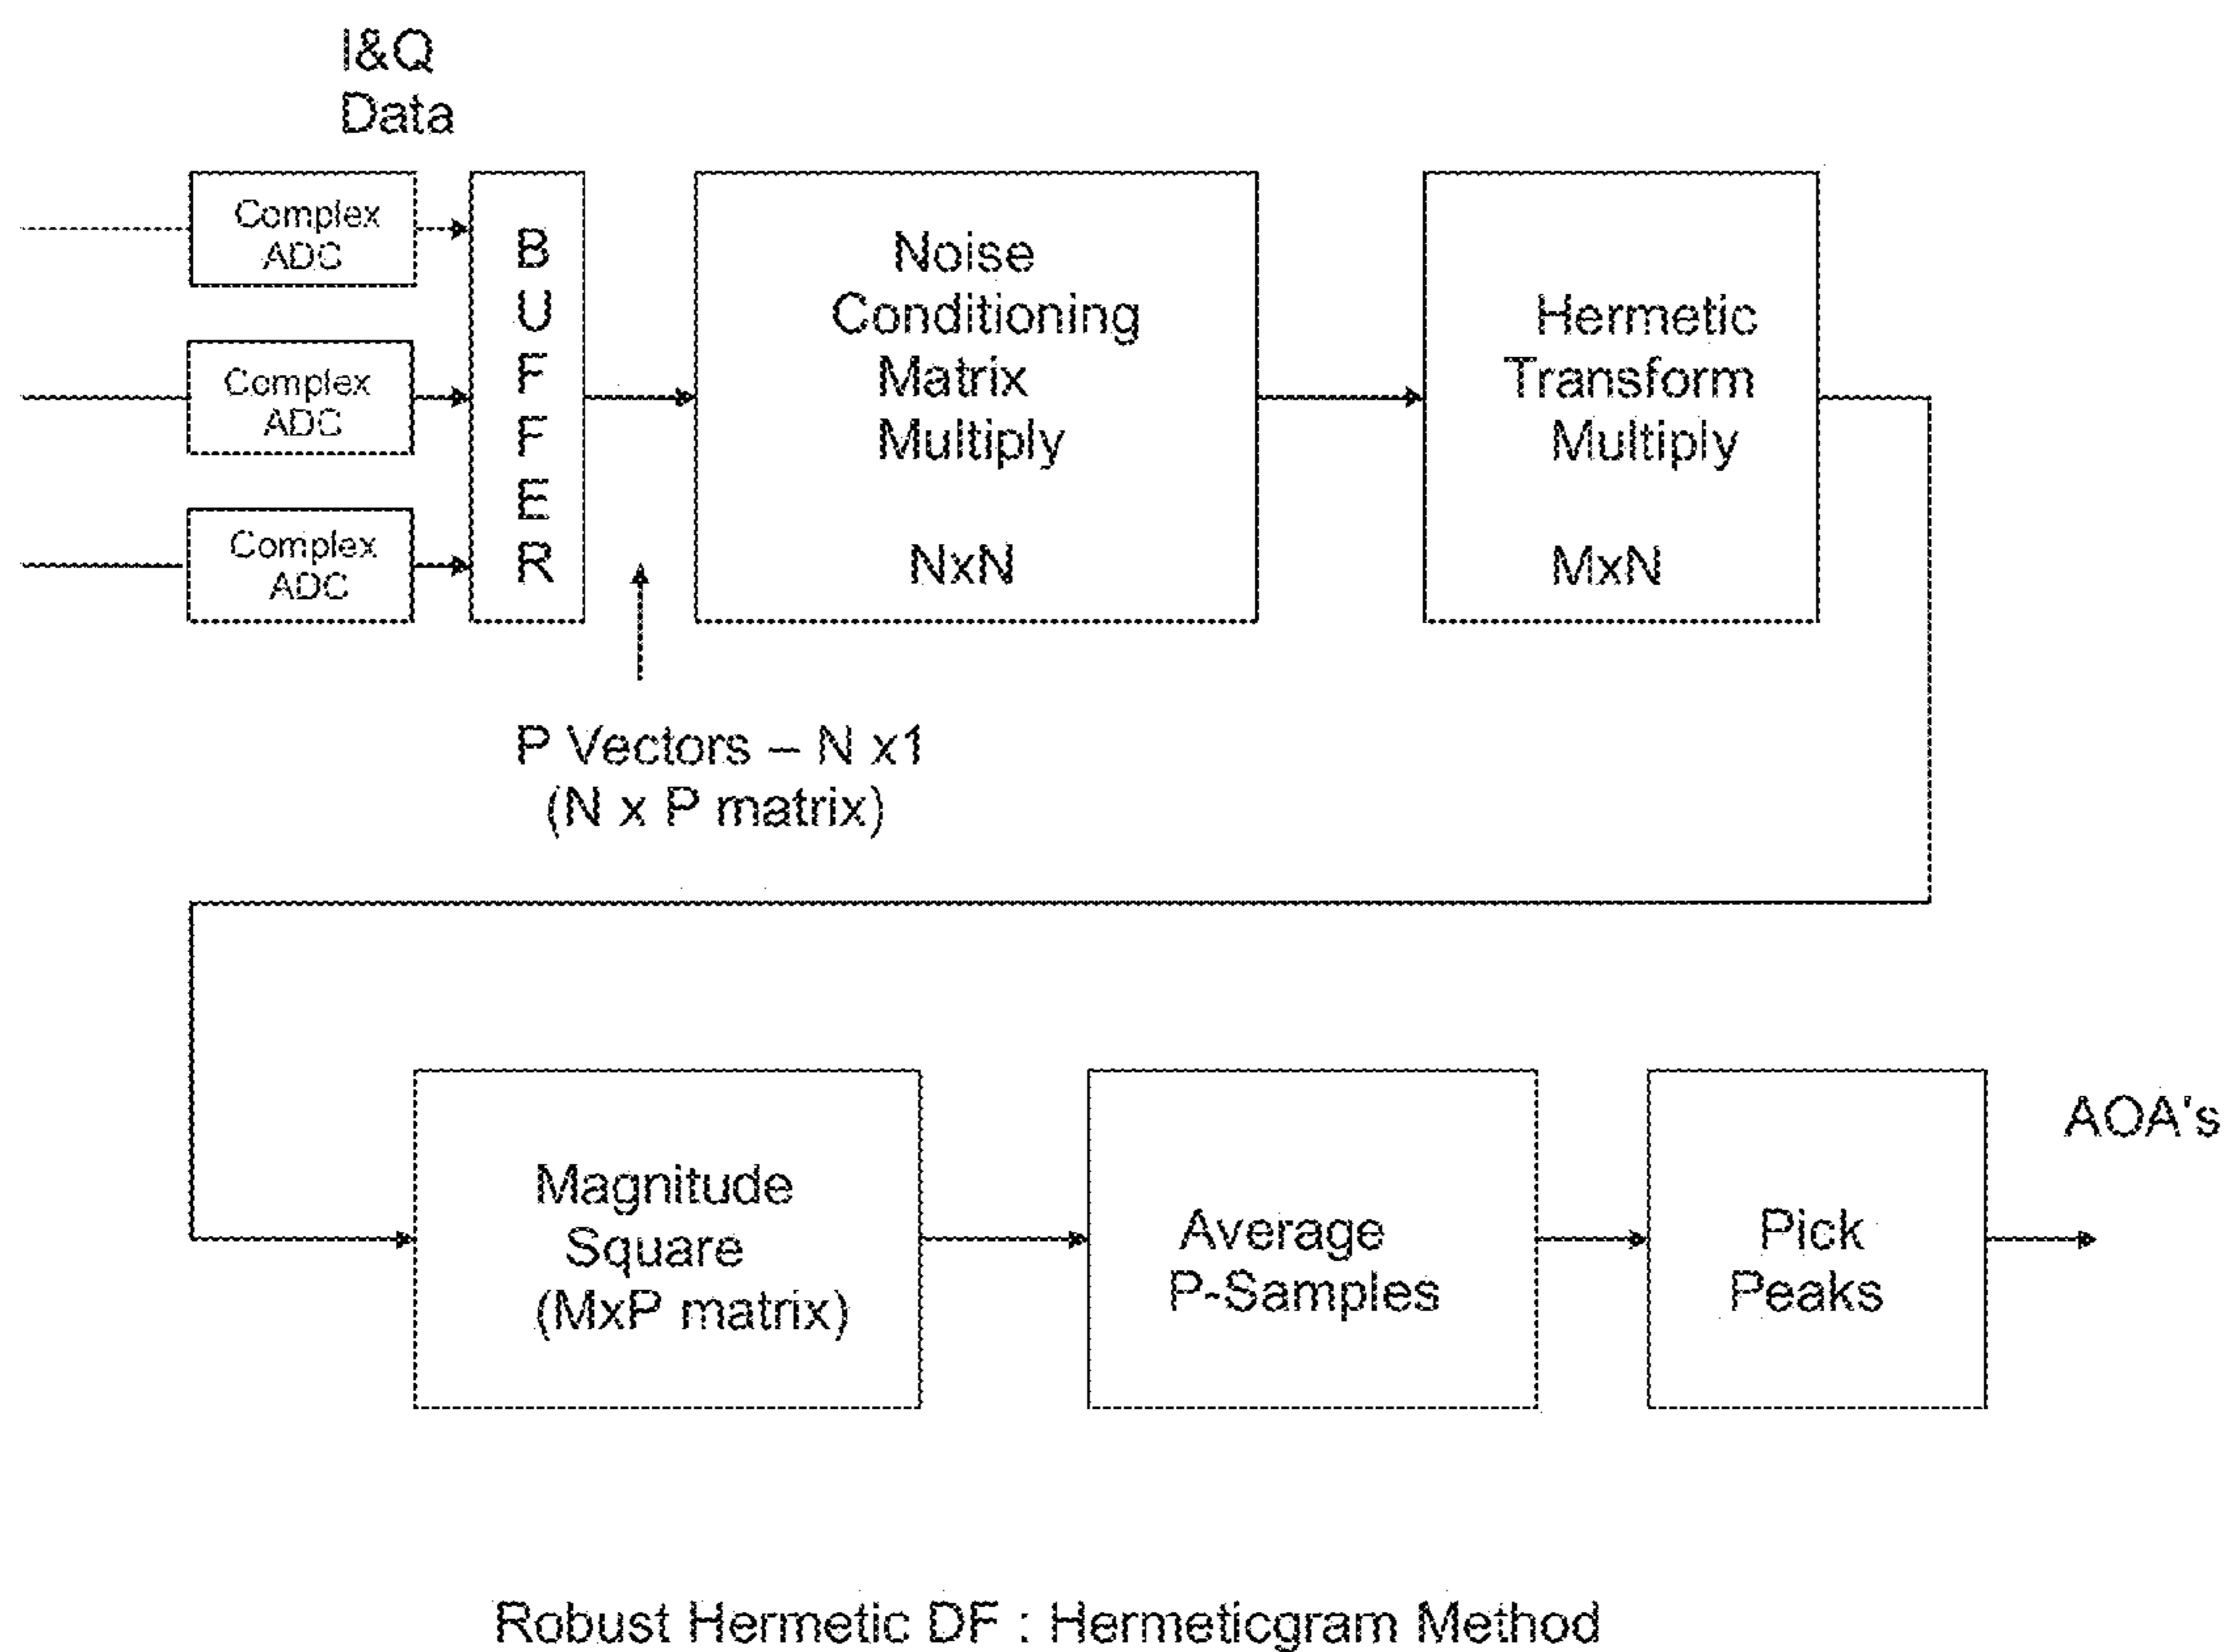 I&Q
Data
Complex
ADC
Complex
ADC
Complex
ADC
B
U
F
F
E
R
Noise
Conditioning
Matrix
Multiply
NxN
Hermetic
Transform
Multiply
MxN
P Vectors – N x1
(N x P matrix)
Magnitude
Square
(MxP matrix)
Average
P-Samples
Pick
Peaks
AOA's
Robust Hermetic DF : Hermeticgram Method